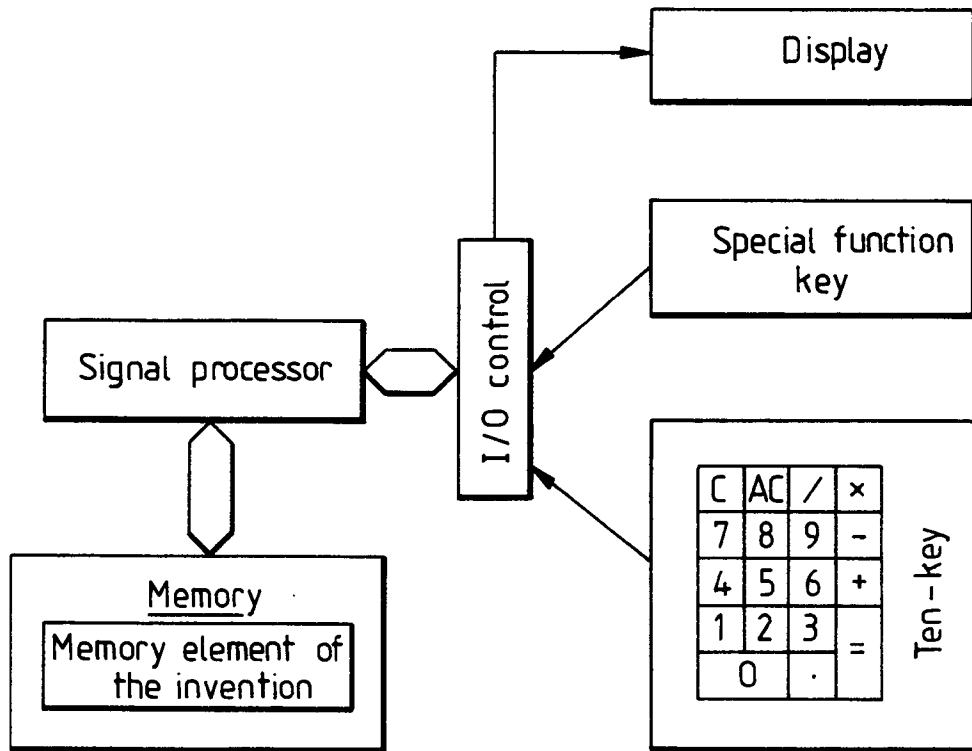 Display
Special function
key
I/O control
Signal processor
Memory
Memory element of
the invention
C AC / ×
7 8 9 -
4 5 6 +
1 2 3 =
0 .
Ten-key